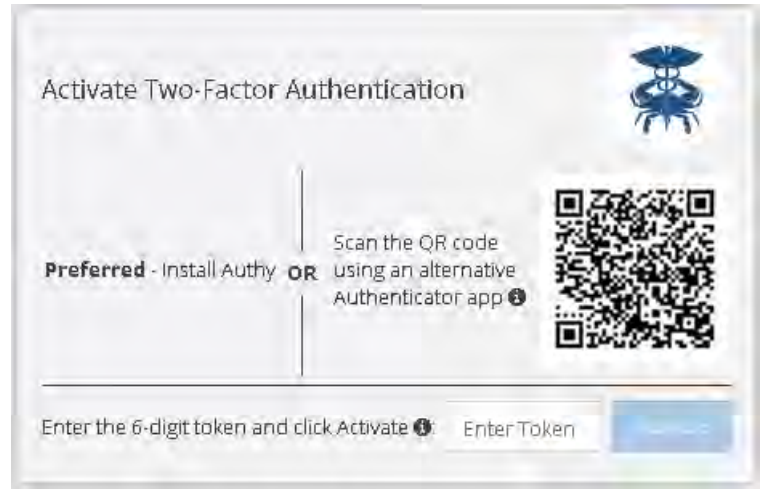 Activate Two-Factor Authentication
Preferred - Install Authy
OR
Scan the QR code
using an alternative
Authenticator app
Enter the 6-digit token and click Activate
Enter Token